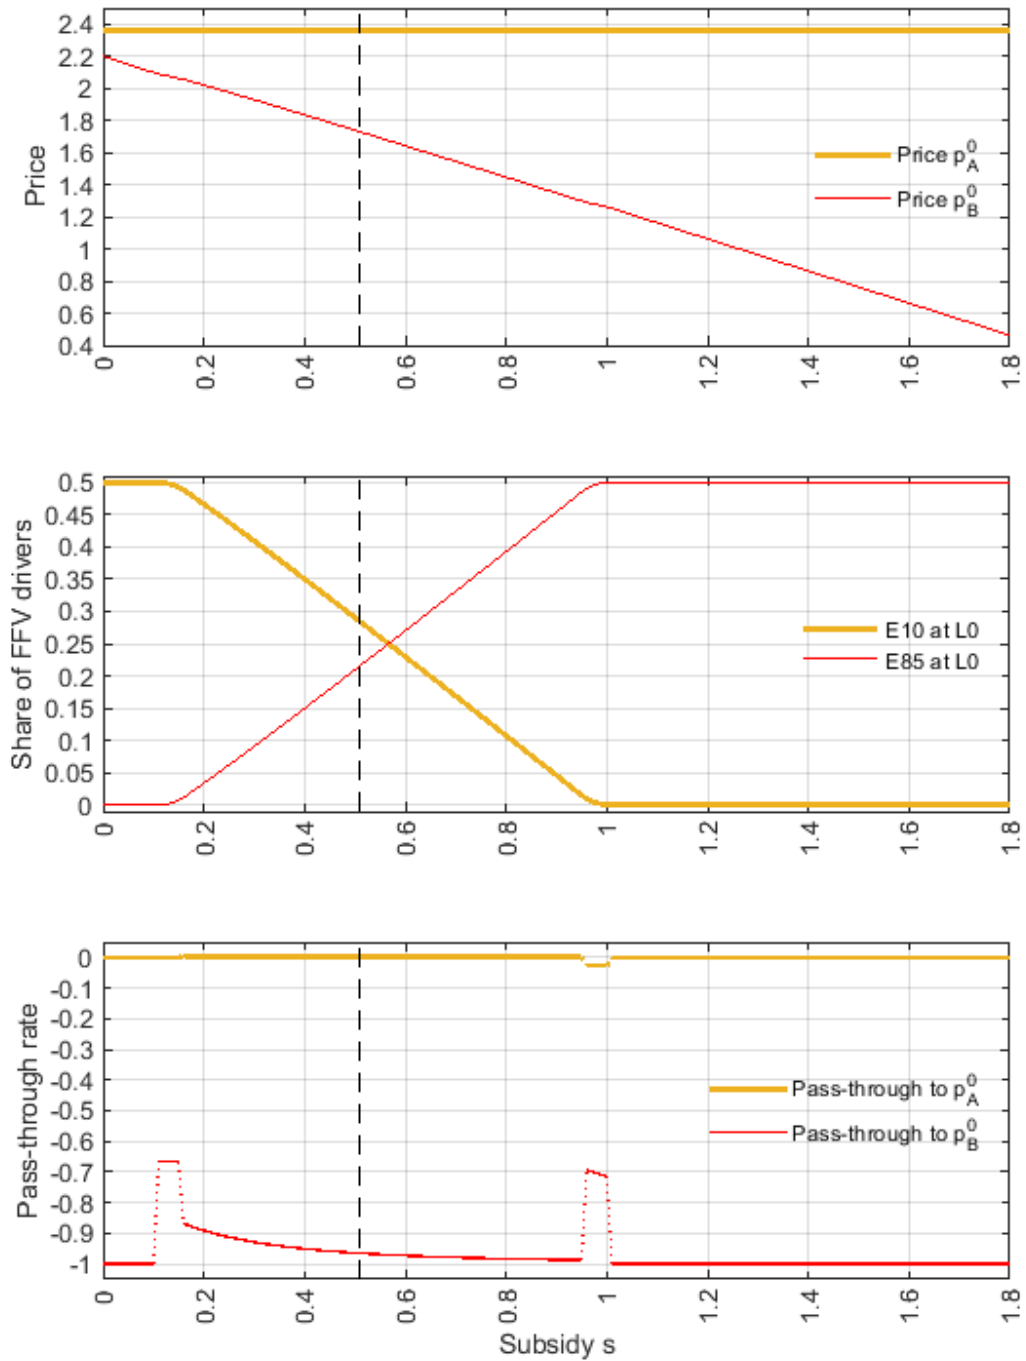 2.4
2.2
2
1.8
1.6
1.4
1.2
1
0.8
0.6
0.4
Price
Price p_A^0
Price p_B^0
0 0.2 0.4 0.6 0.8 1 1.2 1.4 1.6 1.8
0.5
0.45
0.4
0.35
0.3
0.25
0.2
0.15
0.1
0.05
0
Share of FFV drivers
E10 at L0
E85 at L0
0 0.2 0.4 0.6 0.8 1 1.2 1.4 1.6 1.8
0
-0.1
-0.2
-0.3
-0.4
-0.5
-0.6
-0.7
-0.8
-0.9
-1
Pass-through rate
Pass-through to p_A^0
Pass-through to p_B^0
0 0.2 0.4 0.6 0.8 1 1.2 1.4 1.6 1.8
Subsidy s